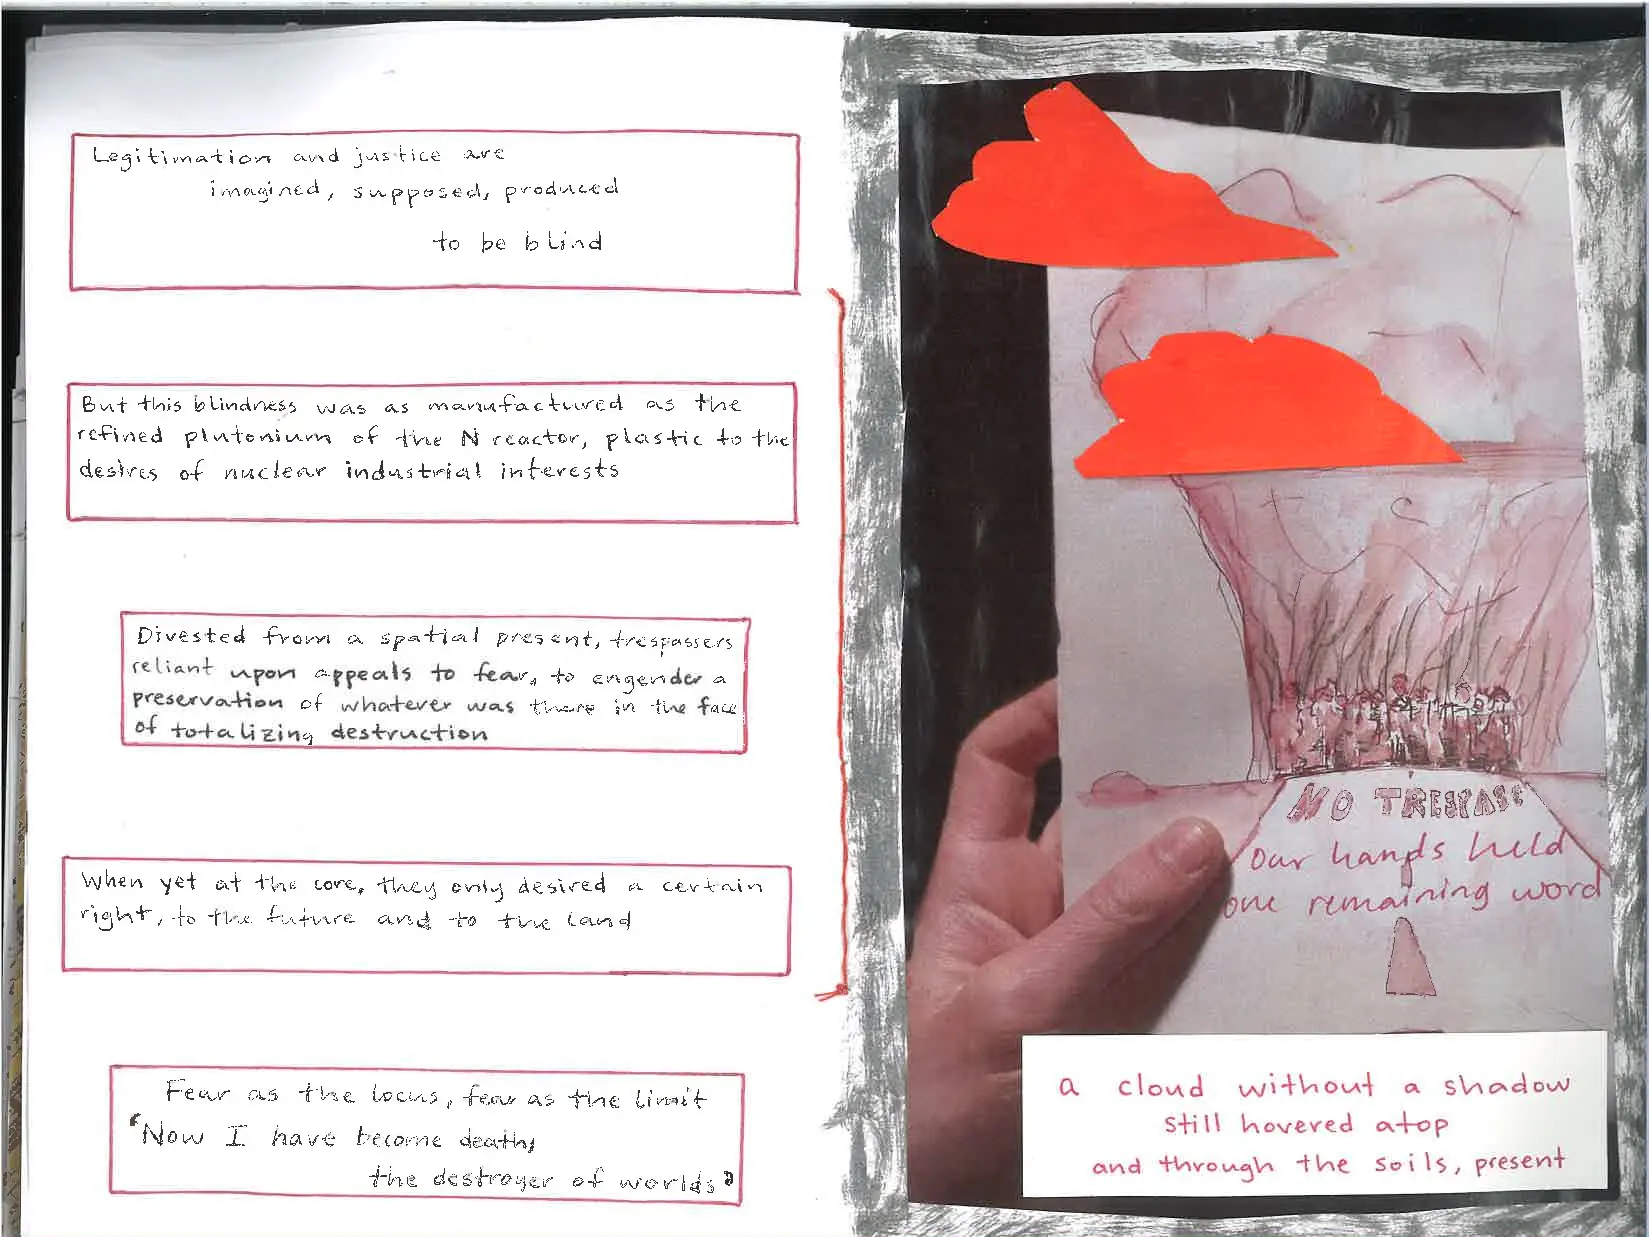 Legitimation and justice are
imagined, supposed, produced
to be blind
But this blindness was as manufactured as the
refined plutonium of the N reactor, plastic to the
desires of nuclear industrial interests
Divested from a spatial present, trespassers
reliant upon appeals to fear, to engender a
preservation of whatever was there in the face
of totalizing destruction
When yet at the core, they only desired a certain
right, to the future and to the land
Fear as the locus, fear as the limit
"Now I have become death,
the destroyer of worlds"
NO TRESPASS
Our hands held
one remaining word
a cloud without a shadow
still hovered atop
and through the soils, present